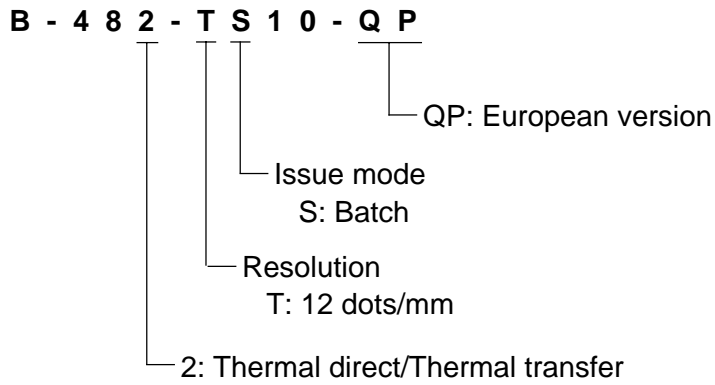 B - 4 8 2 - T S 1 0 - Q P
QP: European version
Issue mode
S: Batch
Resolution
T: 12 dots/mm
2: Thermal direct/Thermal transfer